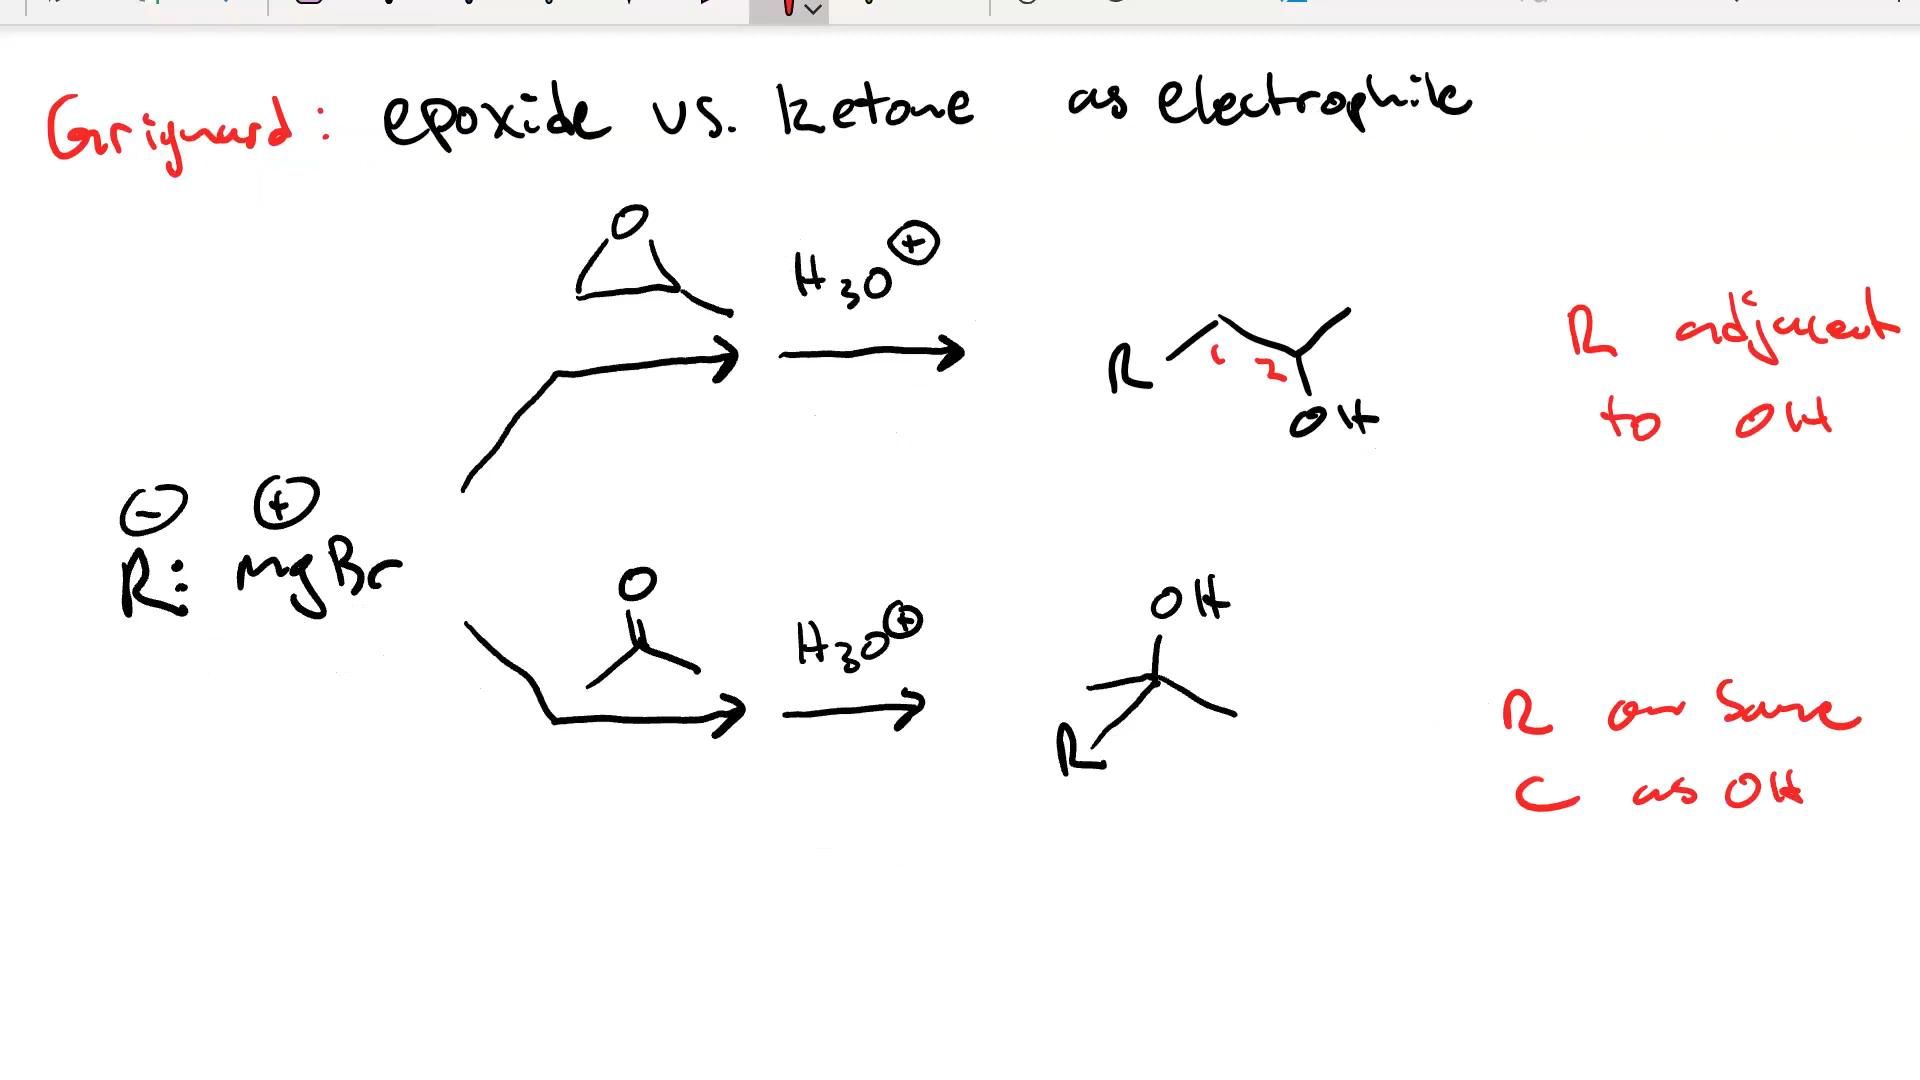 Grignard: epoxide vs. ketone as electrophile
O
H3O⊕
R 1 2
OH
R adjacent
to OH
⊖ ⊕
R: MgBr
O
H3O⊕
OH
R
R on same
C as OH